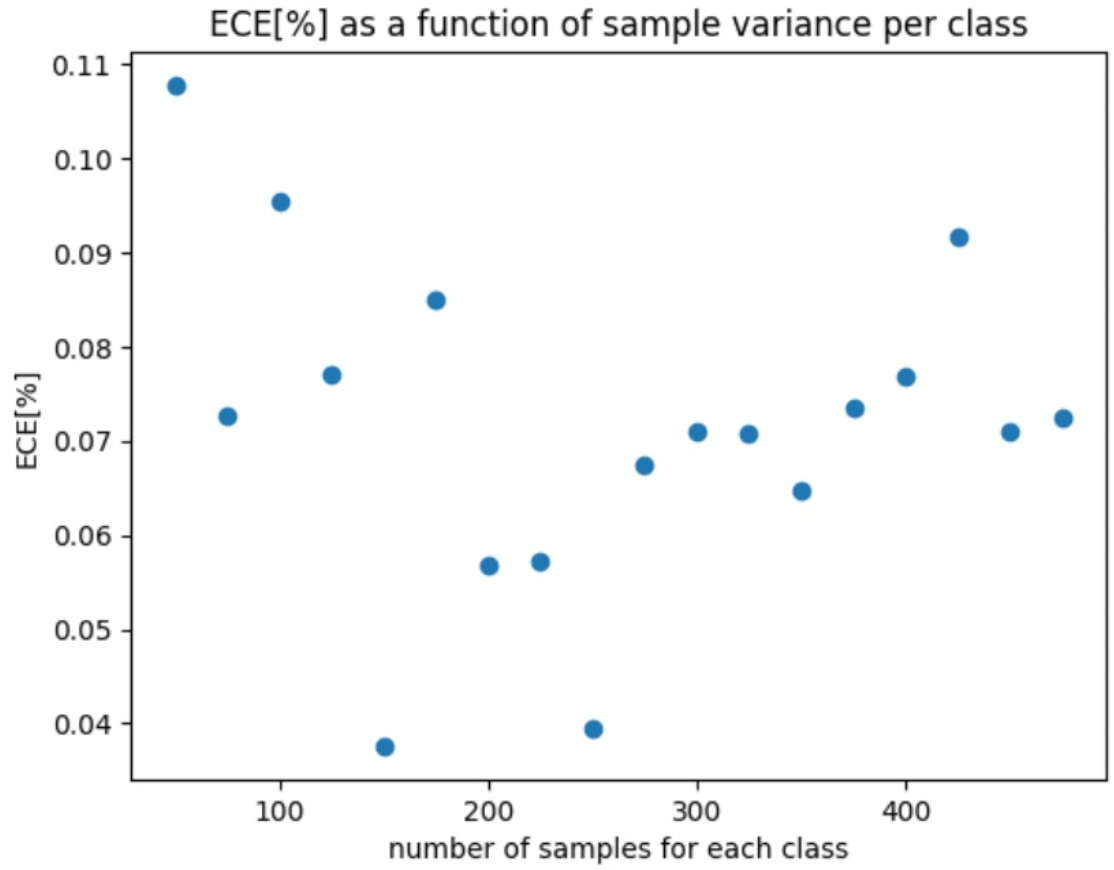 ECE[%] as a function of sample variance per class
0.11
0.10
0.09
0.08
0.07
0.06
0.05
0.04
ECE[%]
100 200 300 400
number of samples for each class